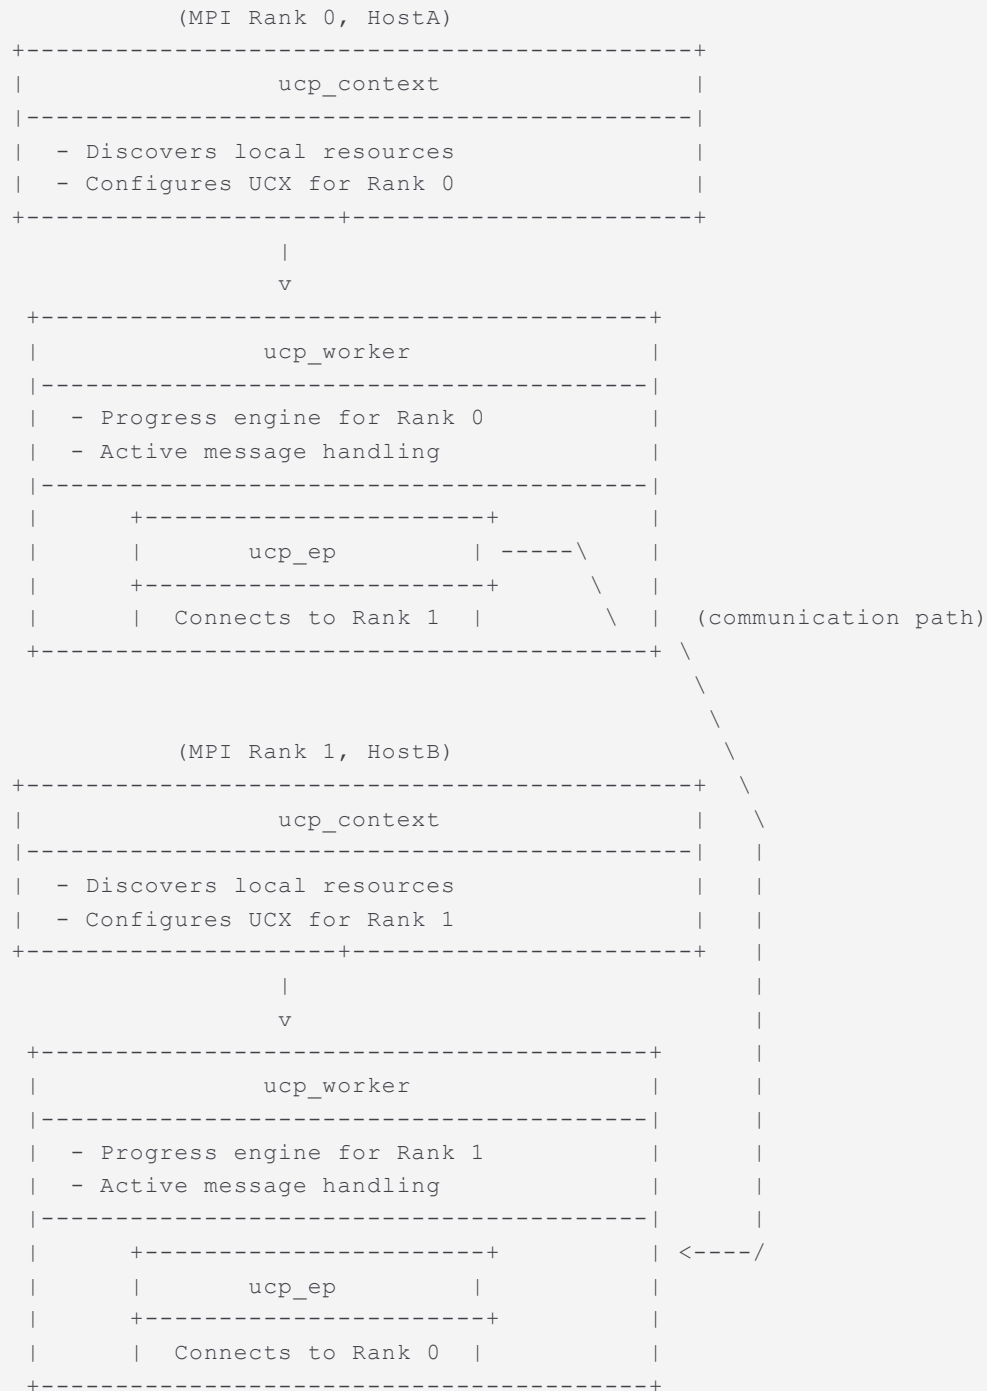 (MPI Rank 0, HostA)
ucp_context
- Discovers local resources
- Configures UCX for Rank 0
v
ucp_worker
- Progress engine for Rank 0
- Active message handling
ucp_ep
Connects to Rank 1
(communication path)
(MPI Rank 1, HostB)
ucp_context
- Discovers local resources
- Configures UCX for Rank 1
v
ucp_worker
- Progress engine for Rank 1
- Active message handling
ucp_ep
Connects to Rank 0